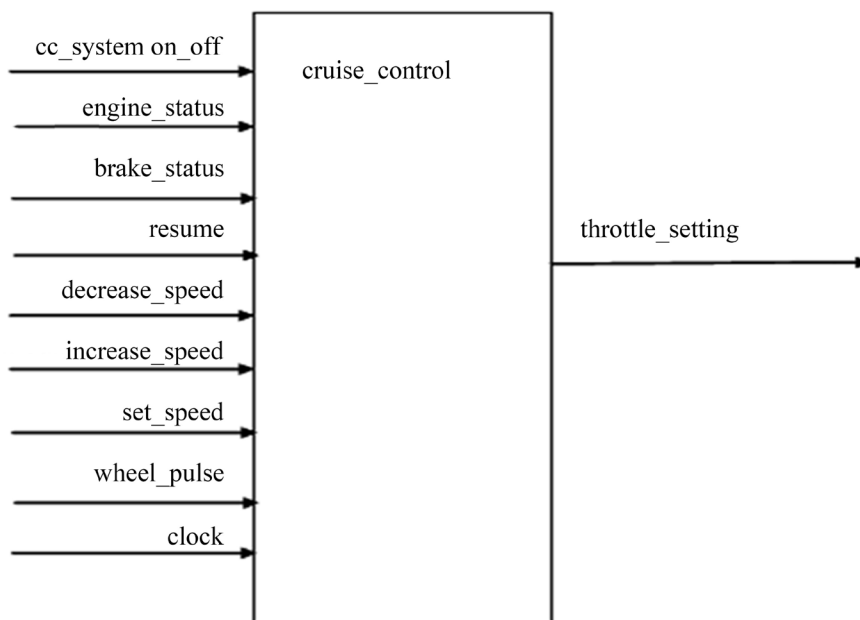 cc_system on_off
cruise_control
engine_status
brake_status
resume
throttle_setting
decrease_speed
increase_speed
set_speed
wheel_pulse
clock